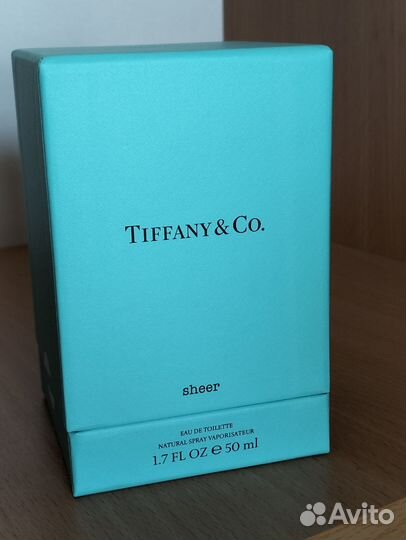 TIFFANY & CO.
sheer
EAU DE TOILETTE
NATURAL SPRAY VAPORISATEUR
1.7 FL OZ ℮ 50 ml
Avito